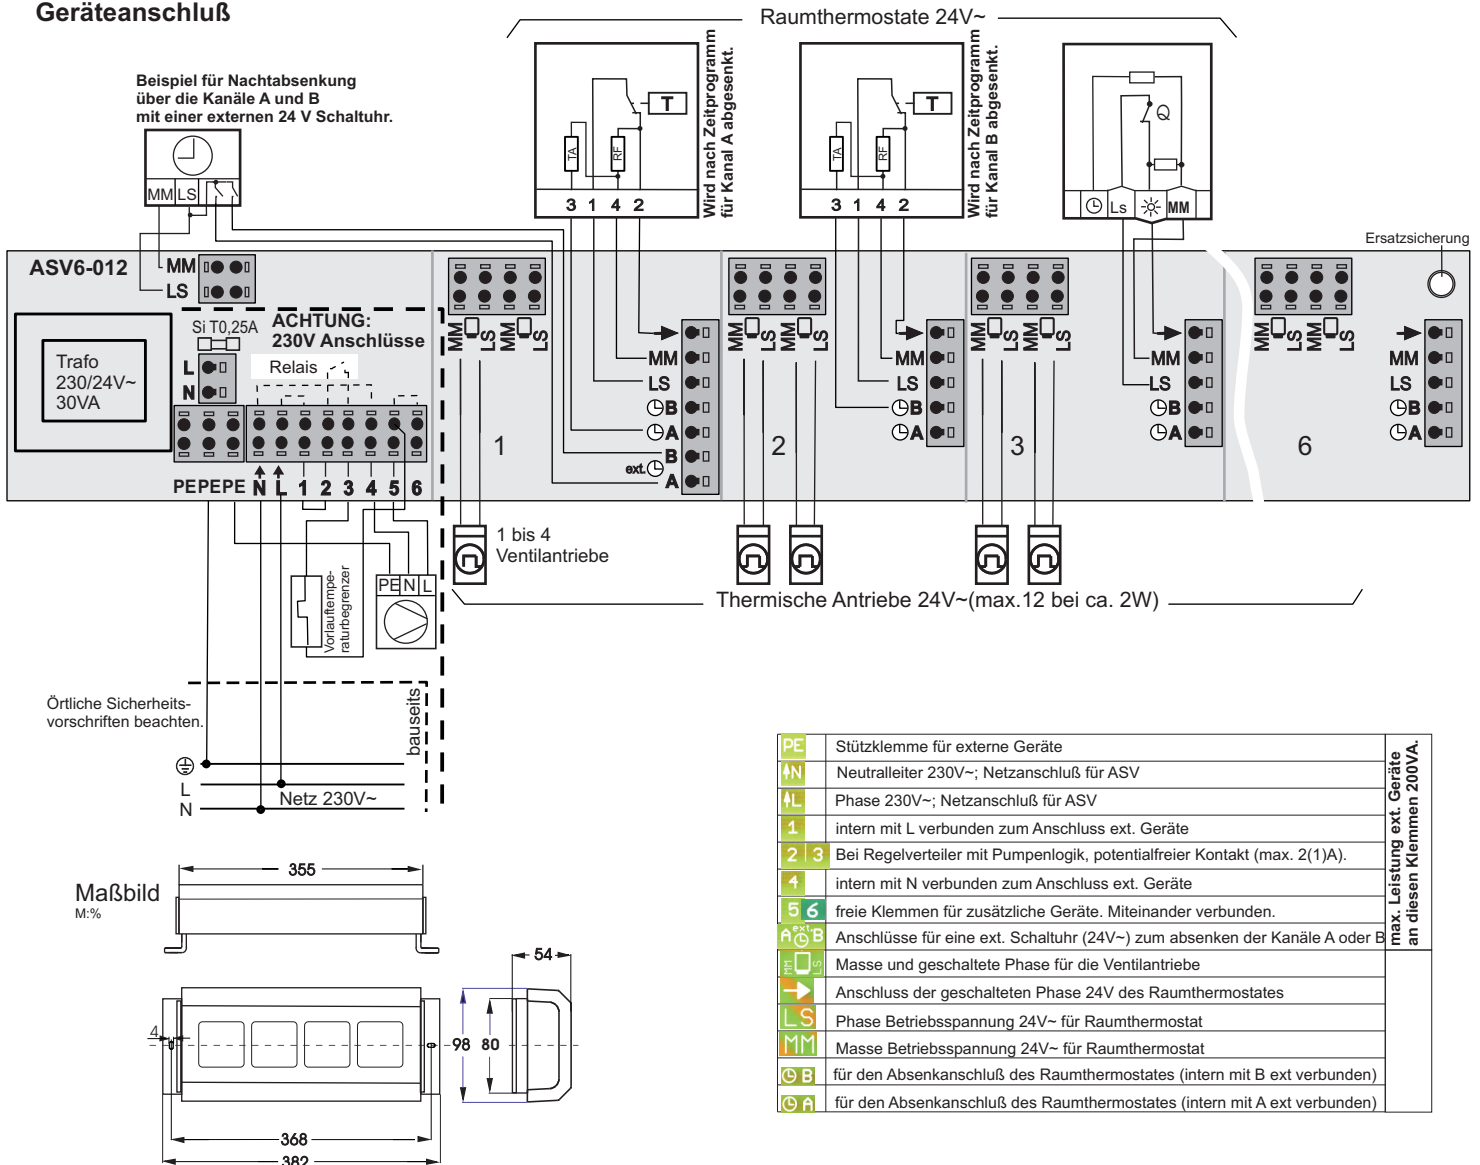 Geräteanschluß
Raumthermostate 24V~
Beispiel für Nachtabsenkung
über die Kanäle A und B
mit einer externen 24 V Schaltuhr.
MM LS
T
TA
RF
3 1 4 2
Wird nach Zeitprogramm
für Kanal A abgesenkt.
T
TA
RF
3 1 4 2
Wird nach Zeitprogramm
für Kanal B abgesenkt.
Q
Ls
MM
Ersatzsicherung
ASV6-012
MM
LS
Si T0,25A
ACHTUNG:
230V Anschlüsse
L
N
Relais
Trafo
230/24V~
30VA
PE PE PE N L 1 2 3 4 5 6
MM LS MM LS
MM
LS
B
A
ext.
B
A
1
MM LS MM LS
MM
LS
B
A
2
MM LS MM LS
MM
LS
B
A
3
MM LS MM LS
MM
LS
B
A
6
1 bis 4
Ventilantriebe
Thermische Antriebe 24V~(max.12 bei ca. 2W)
Vorlauftempe-
raturbegrenzer
PE N L
Örtliche Sicherheits-
vorschriften beachten.
bauseits
L
N
Netz 230V~
Maßbild
M:%
355
54
4
98
80
368
382
PE Stützklemme für externe Geräte
N Neutralleiter 230V~; Netzanschluß für ASV
L Phase 230V~; Netzanschluß für ASV
1 intern mit L verbunden zum Anschluss ext. Geräte
2 3 Bei Regelverteiler mit Pumpenlogik, potentialfreier Kontakt (max. 2(1)A).
4 intern mit N verbunden zum Anschluss ext. Geräte
5 6 freie Klemmen für zusätzliche Geräte. Miteinander verbunden.
A ext. B Anschlüsse für eine ext. Schaltuhr (24V~) zum absenken der Kanäle A oder B
MM LS Masse und geschaltete Phase für die Ventilantriebe
Anschluss der geschalteten Phase 24V des Raumthermostates
LS Phase Betriebsspannung 24V~ für Raumthermostat
MM Masse Betriebsspannung 24V~ für Raumthermostat
B für den Absenkanschluß des Raumthermostates (intern mit B ext verbunden)
A für den Absenkanschluß des Raumthermostates (intern mit A ext verbunden)
max. Leistung ext. Geräte
an diesen Klemmen 200VA.